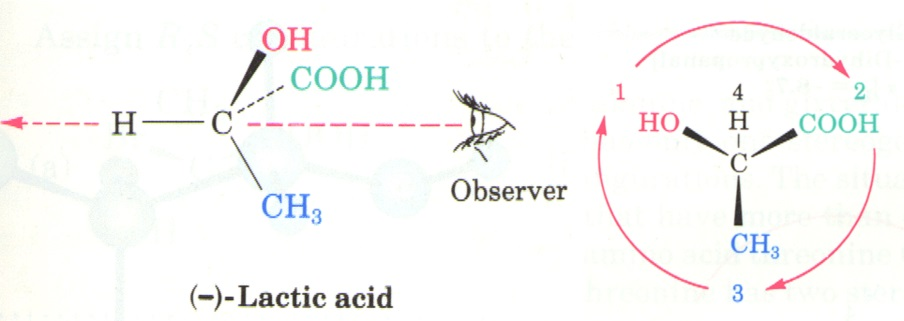 OH
COOH
H C
CH₃
Observer
(−)-Lactic acid
1 4 2
HO H COOH
C
CH₃
3